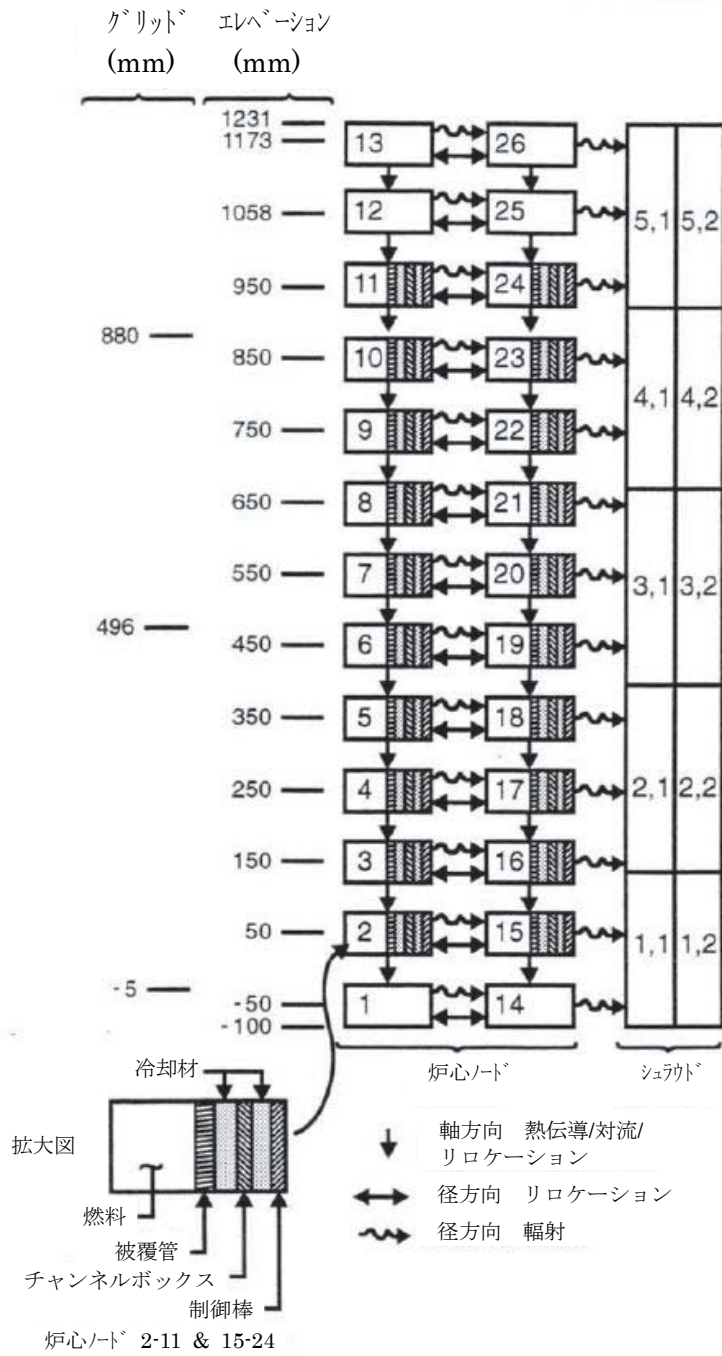 グリッド エレベーション
(mm) (mm)
1231
1173
13 26
1058
12 25
5,1 5,2
950
11 24
880
850
10 23
4,1 4,2
750
9 22
650
8 21
550
7 20
3,1 3,2
496
450
6 19
350
5 18
250
4 17
2,1 2,2
150
3 16
50
2 15
1,1 1,2
-5
-50
1 14
-100
炉心ノード シュラウド
冷却材
拡大図
燃料
被覆管
チャンネルボックス
制御棒
炉心ノード 2-11 & 15-24
軸方向 熱伝導/対流/
リロケーション
径方向 リロケーション
径方向 輻射